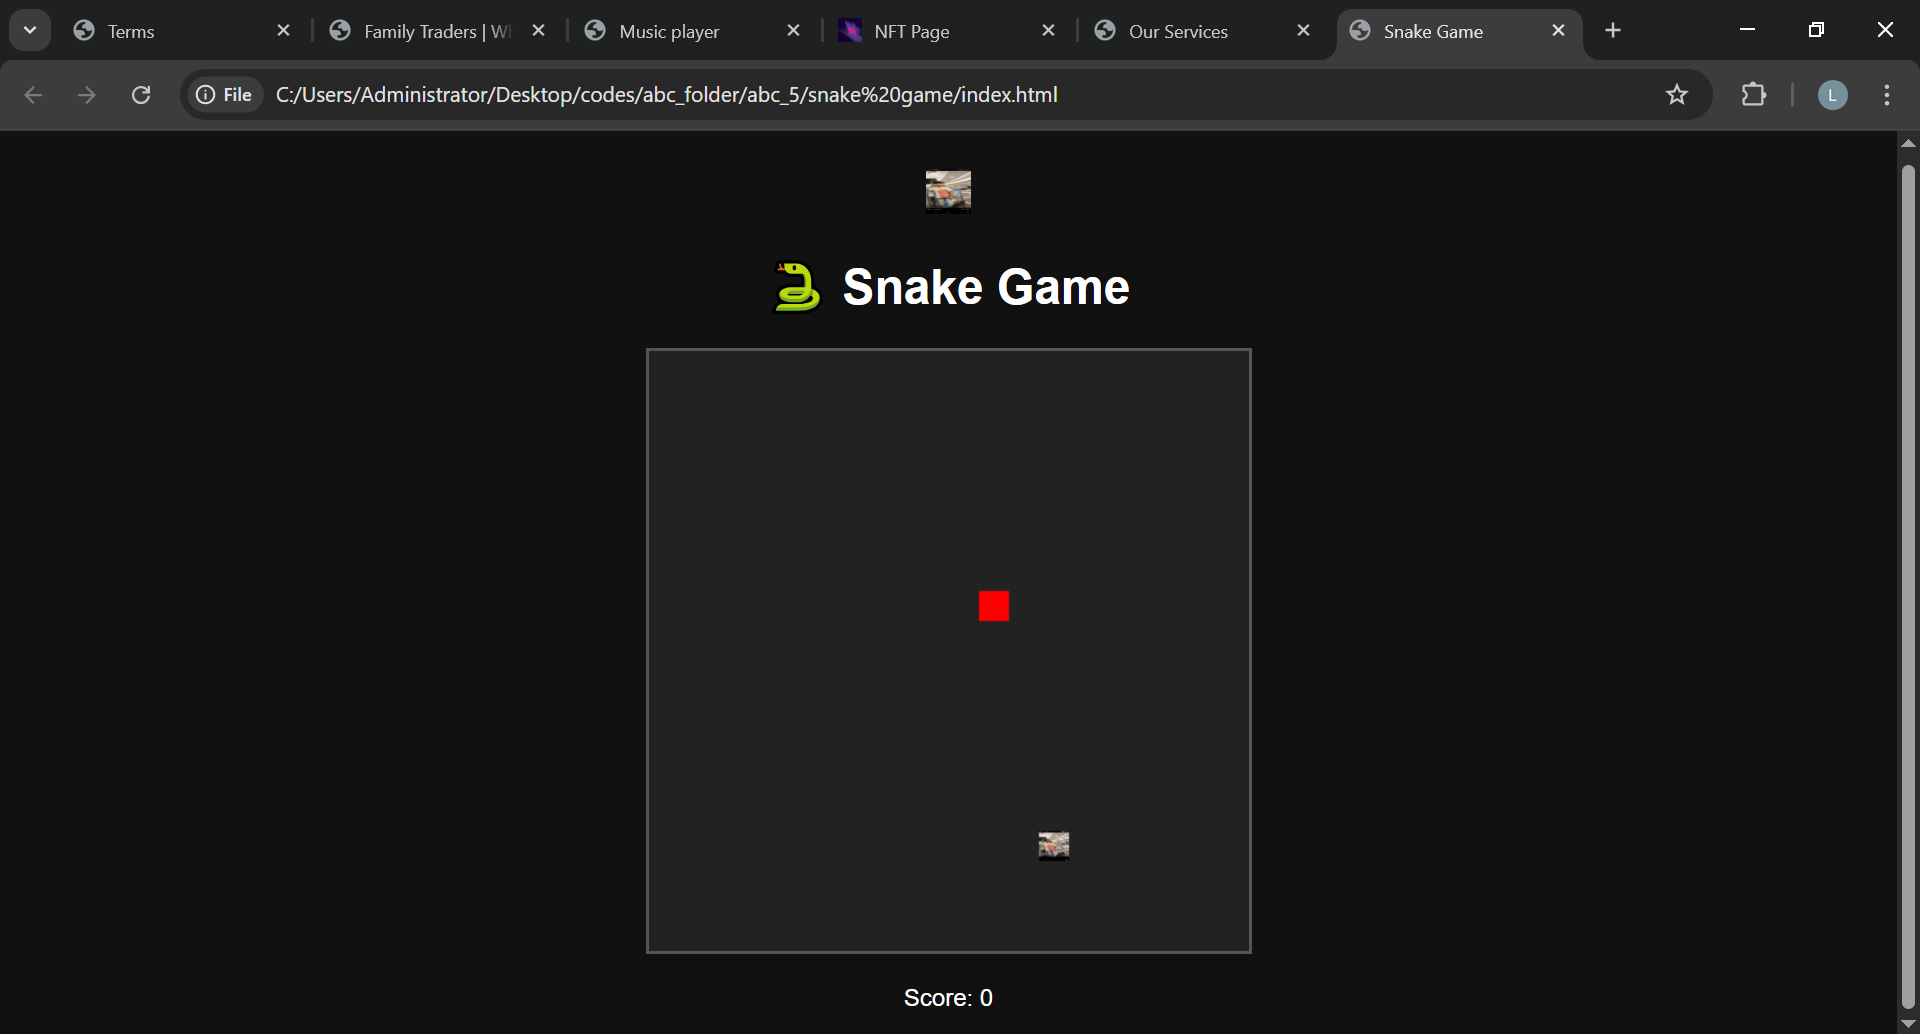 Terms
Family Traders | Wh
Music player
NFT Page
Our Services
Snake Game
File
C:/Users/Administrator/Desktop/codes/abc_folder/abc_5/snake%20game/index.html
L
Snake Game
Score: 0